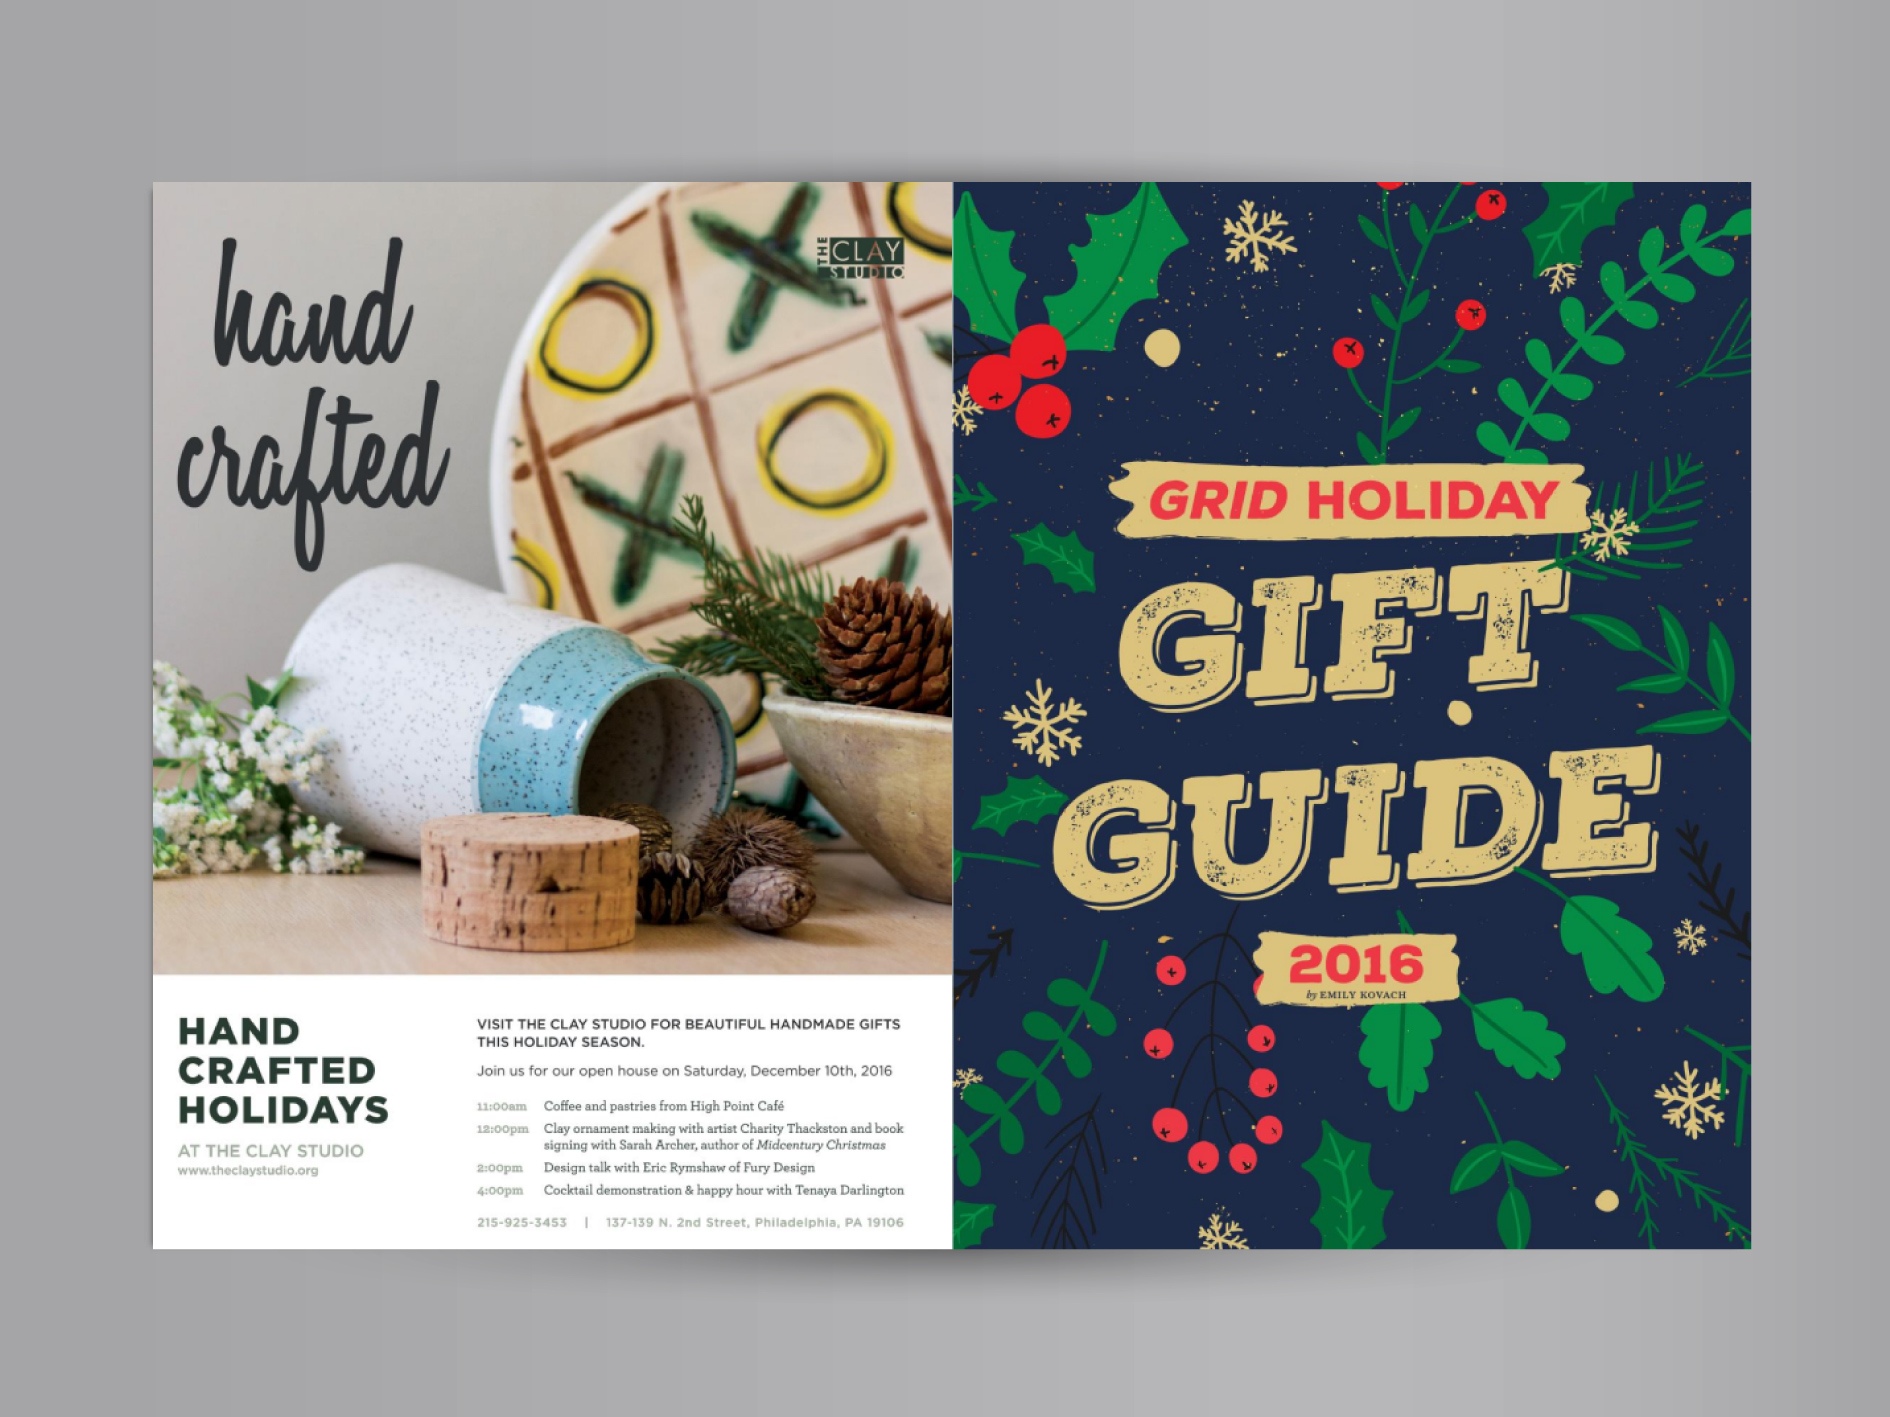 hand
crafted
THE
CLAY
STUDIO
HAND
CRAFTED
HOLIDAYS
AT THE CLAY STUDIO
www.theclaystudio.org
VISIT THE CLAY STUDIO FOR BEAUTIFUL HANDMADE GIFTS
THIS HOLIDAY SEASON.
Join us for our open house on Saturday, December 10th, 2016
11:00am Coffee and pastries from High Point Café
12:00pm Clay ornament making with artist Charity Thackston and book
signing with Sarah Archer, author of Midcentury Christmas
2:00pm Design talk with Eric Rymshaw of Fury Design
4:00pm Cocktail demonstration & happy hour with Tenaya Darlington
215-925-3453 | 137-139 N. 2nd Street, Philadelphia, PA 19106
GRID HOLIDAY
GIFT
GUIDE
2016
by EMILY KOVACH